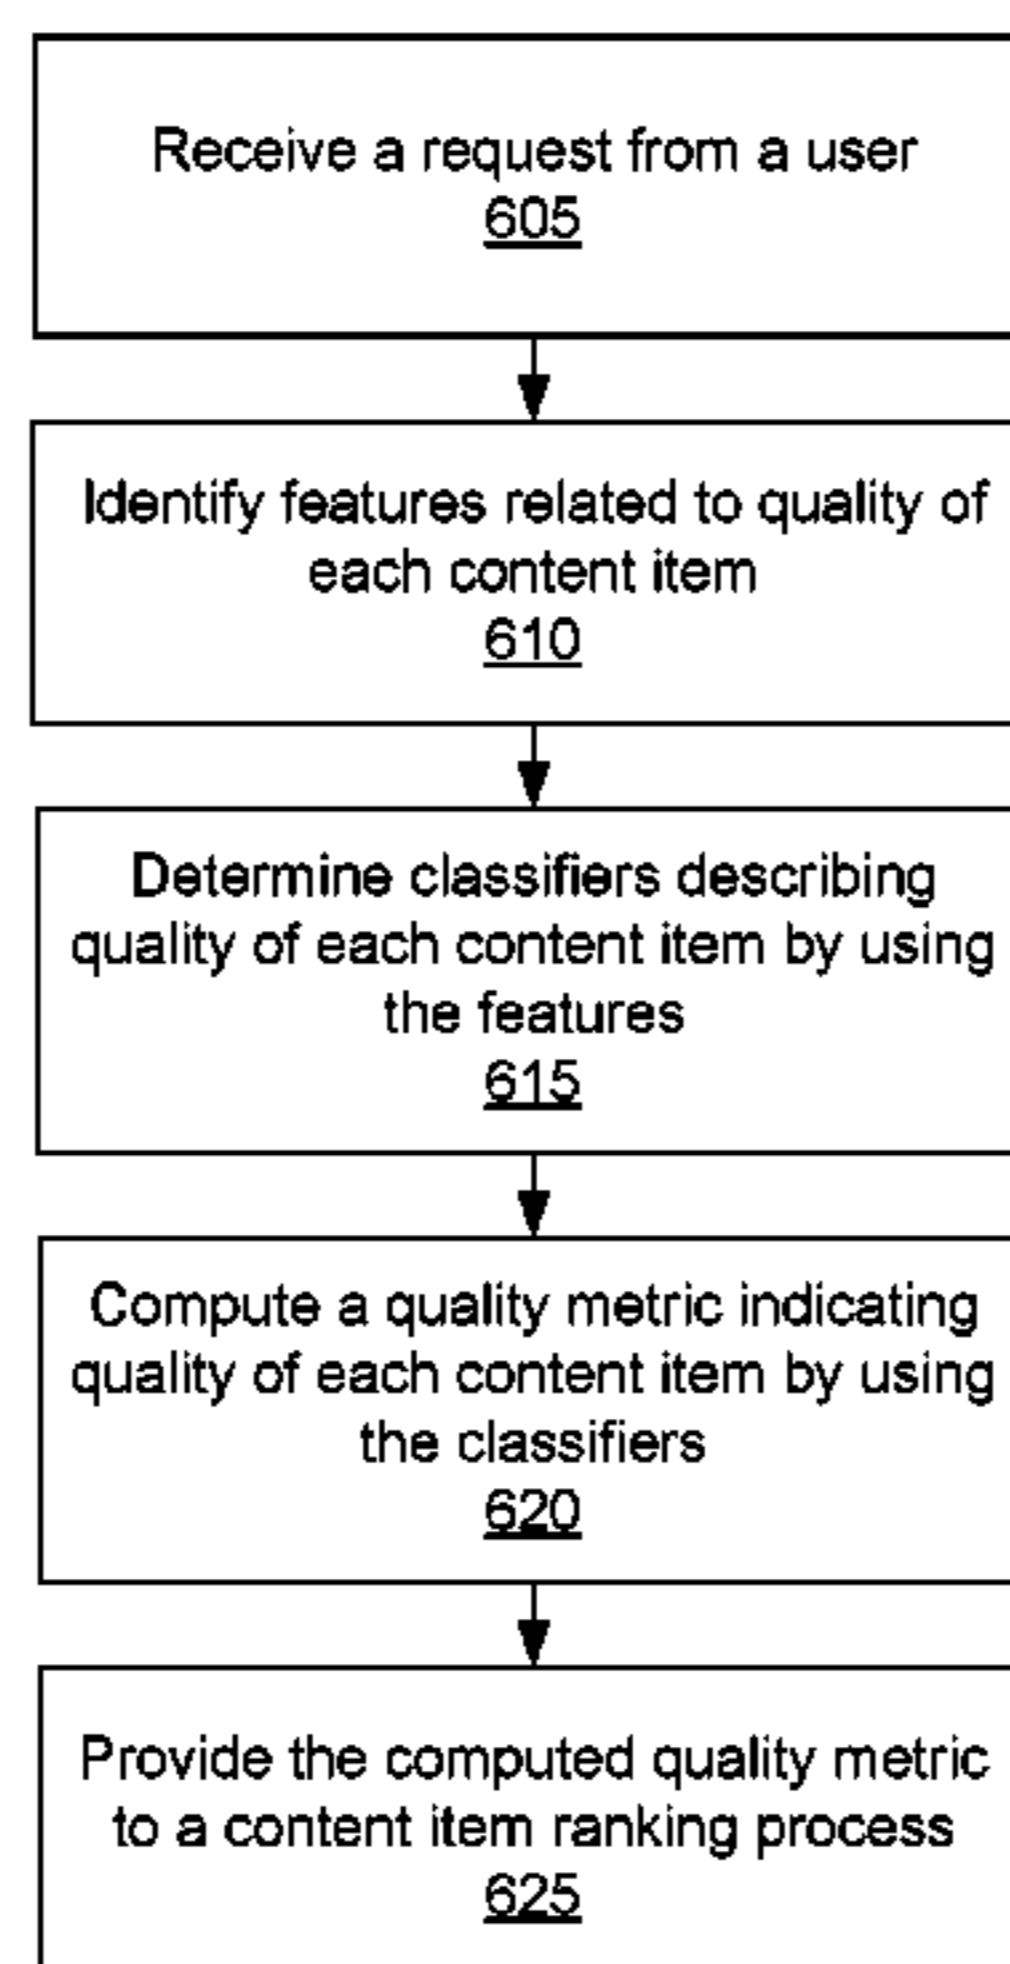 Receive a request from a user
605
Identify features related to quality of
each content item
610
Determine classifiers describing
quality of each content item by using
the features
615
Compute a quality metric indicating
quality of each content item by using
the classifiers
620
Provide the computed quality metric
to a content item ranking process
625